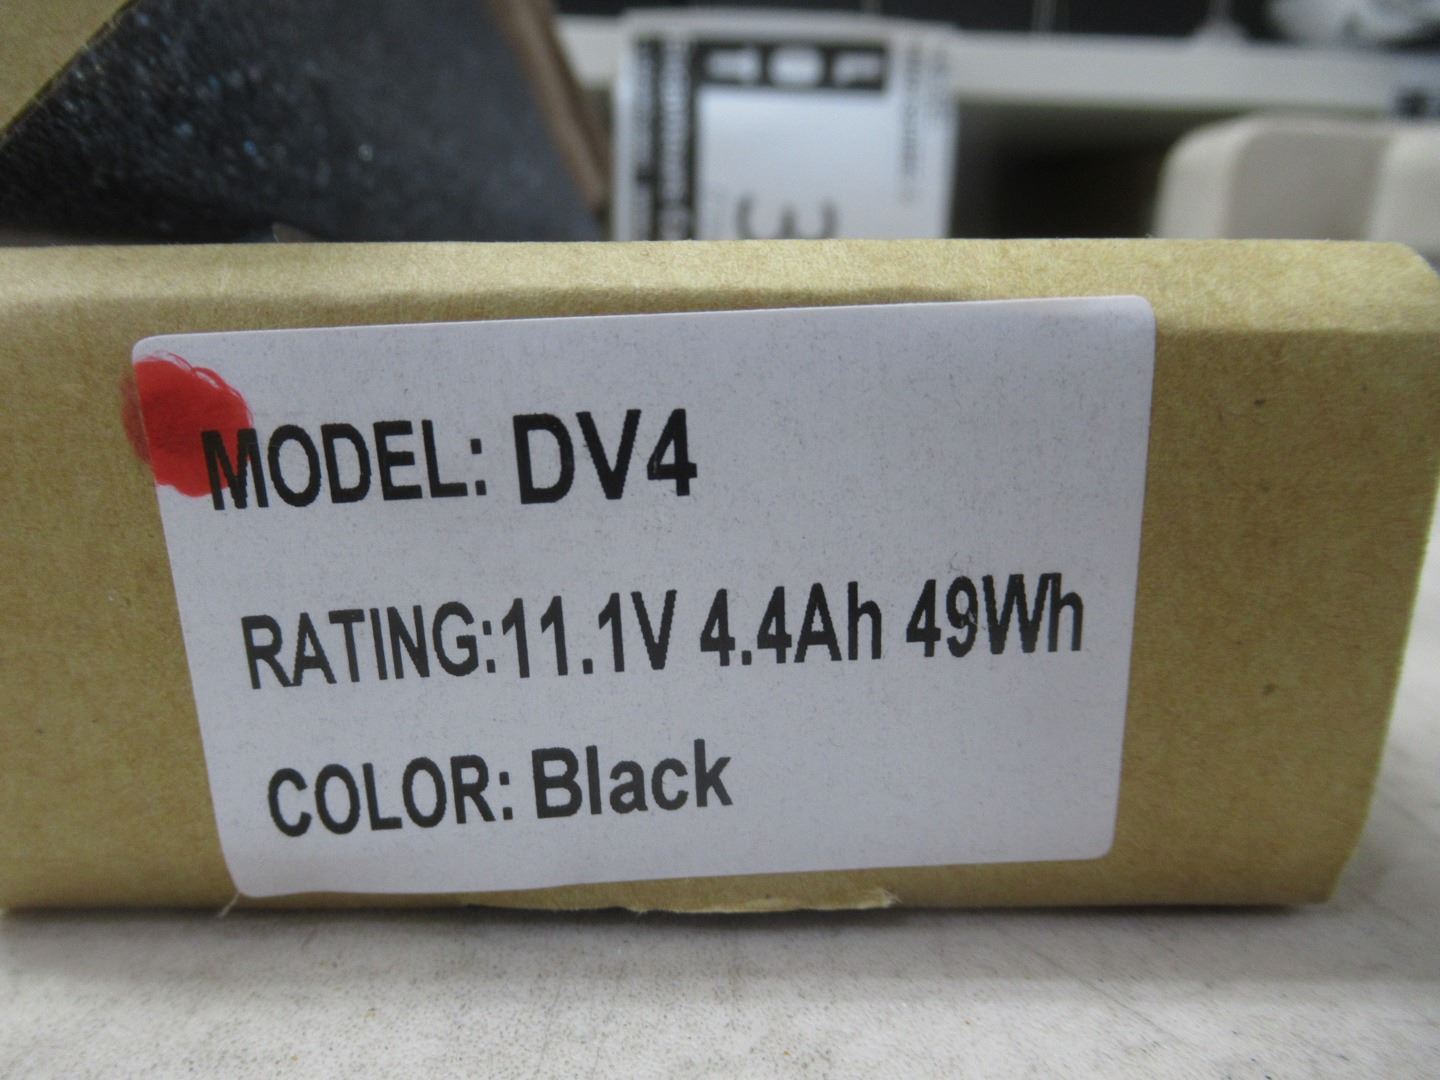 MODEL: DV4
RATING:11.1V 4.4Ah 49Wh
COLOR: Black